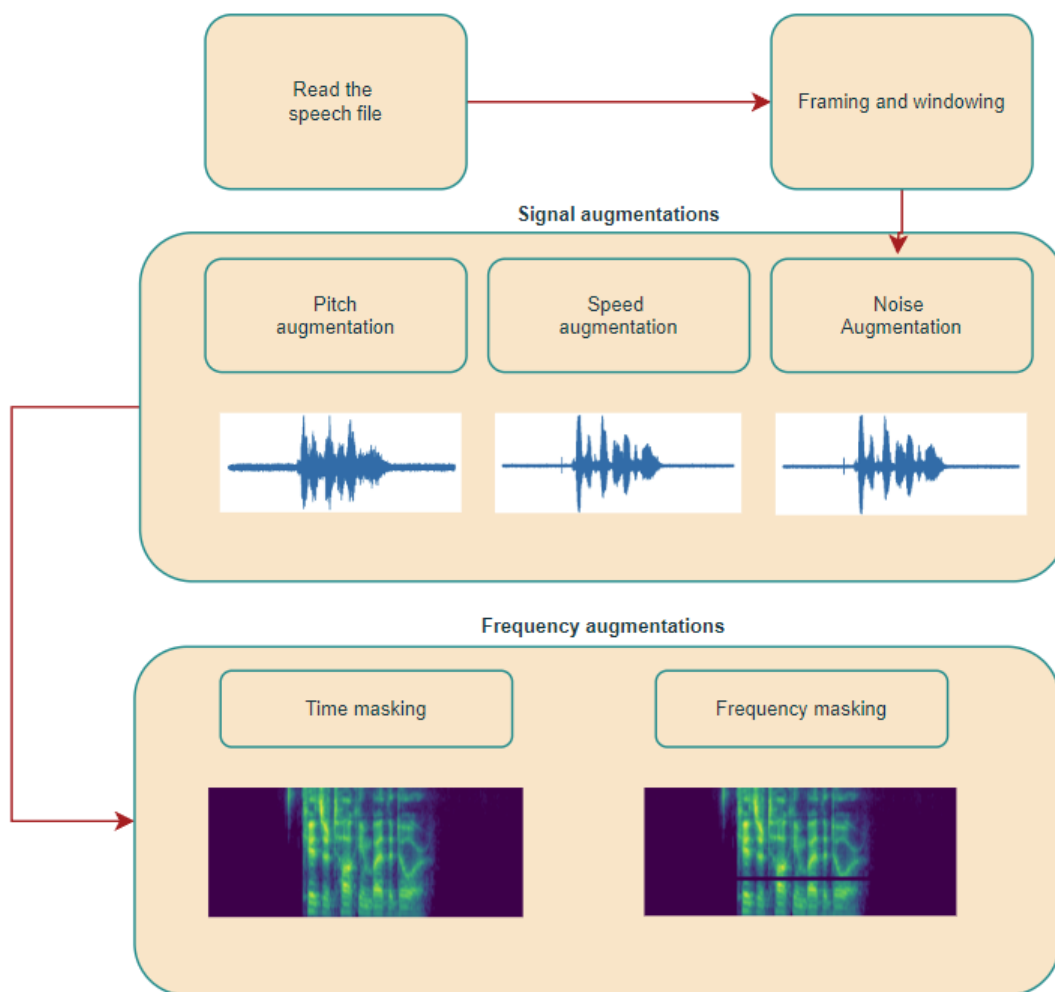 Read the
speech file
Framing and windowing
Signal augmentations
Pitch
augmentation
Speed
augmentation
Noise
Augmentation
Frequency augmentations
Time masking
Frequency masking